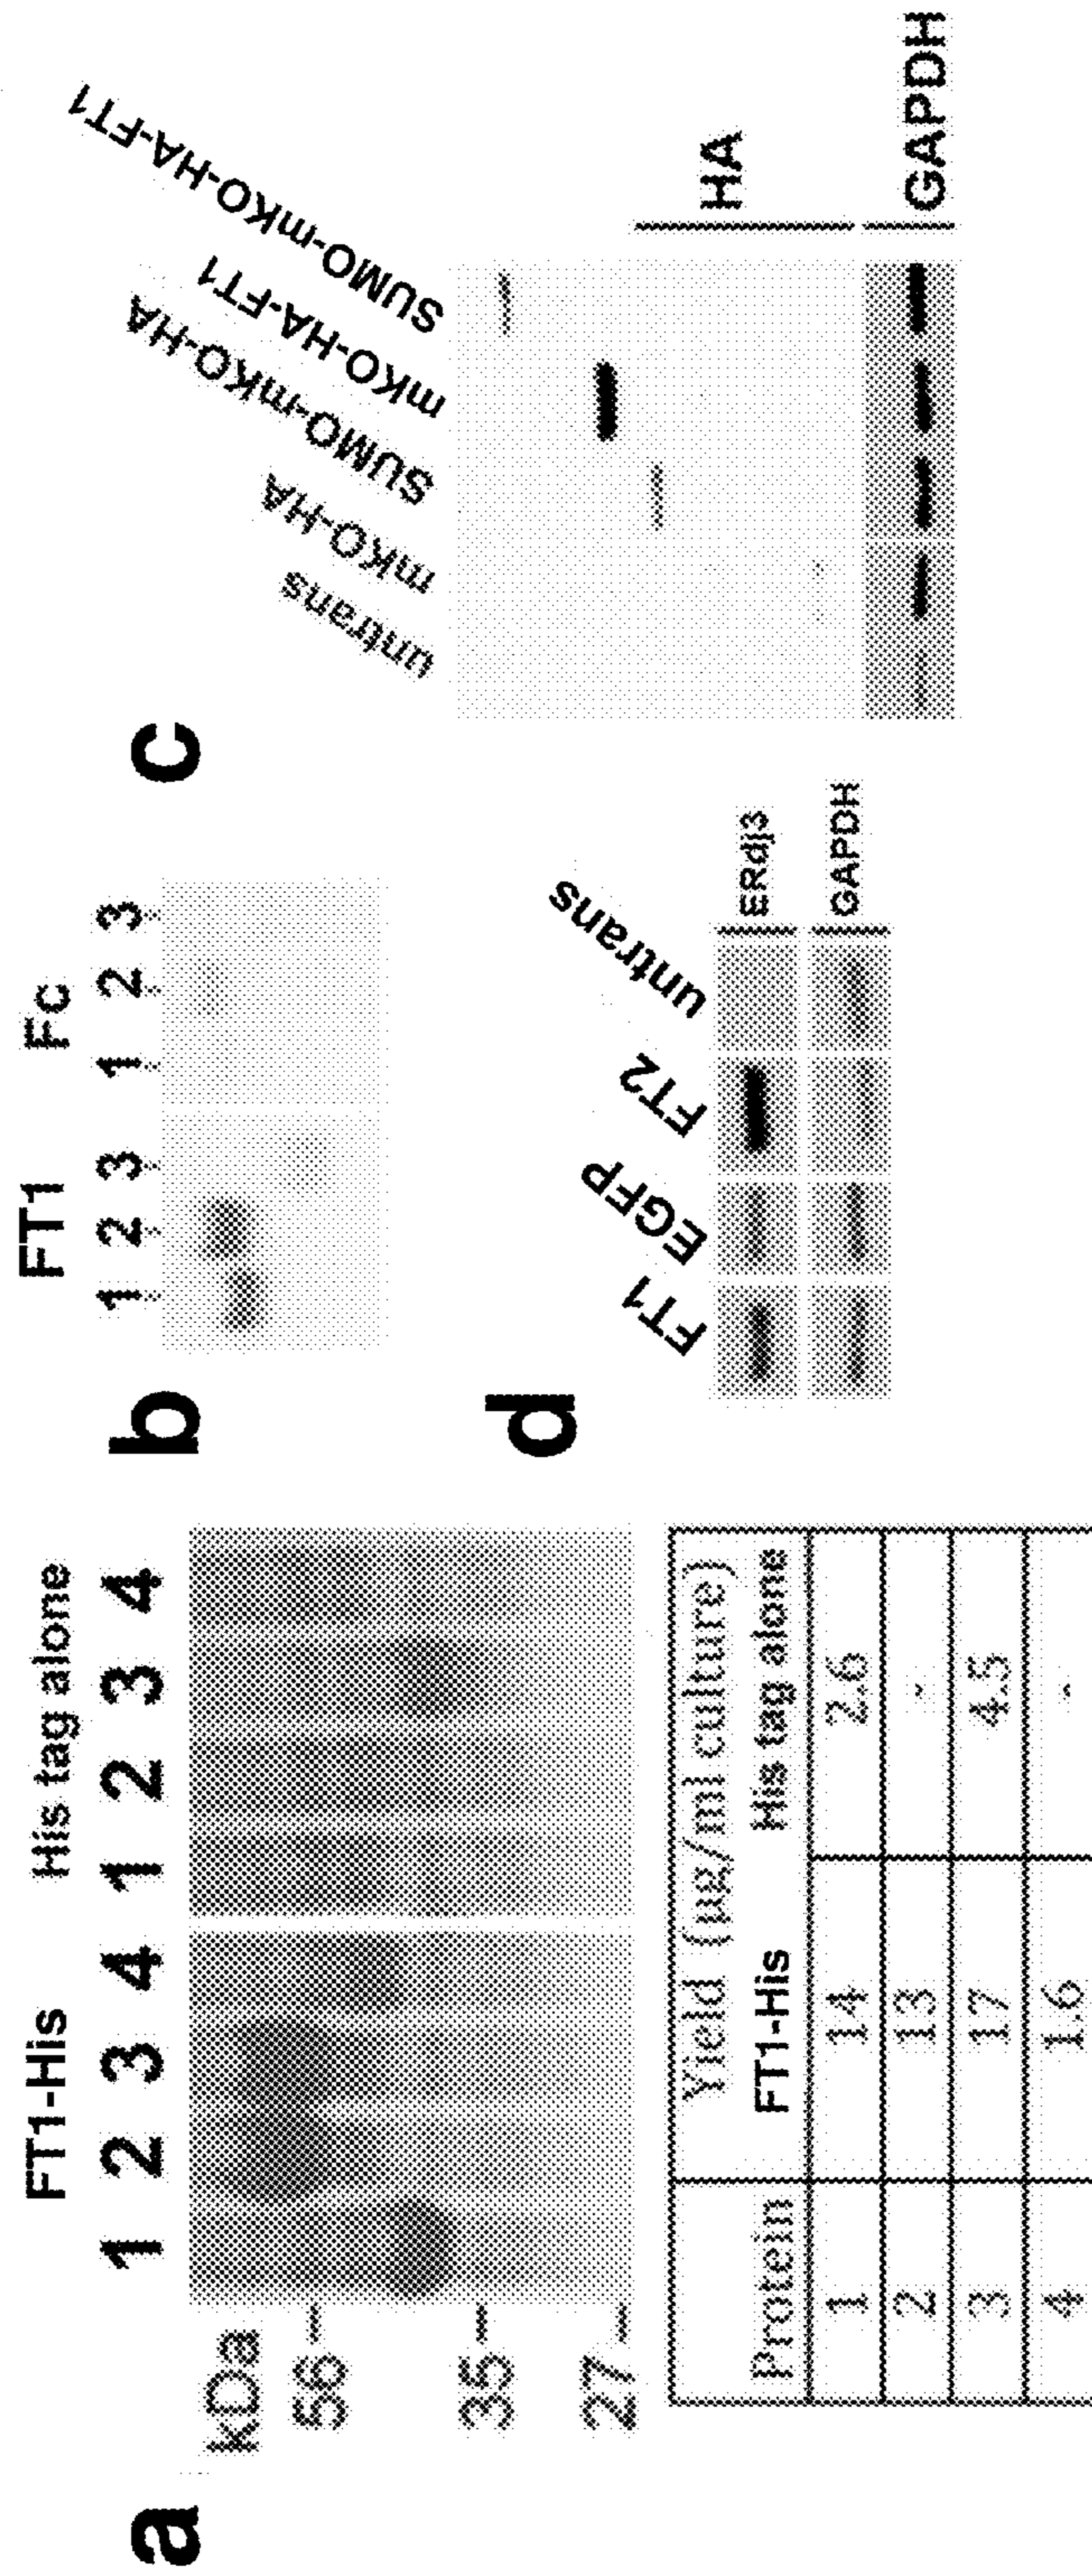 a
FT1-His His tag alone
1 2 3 4 1 2 3 4
kDa
56
35
27
Yield (µg/ml culture)
Protein FT1-His His tag alone
1 14 2.6
2 13 -
3 17 4.5
4 1.6 -
b
FT1 Fc
1 2 3 1 2 3
c
untrans
mKO-HA
SUMO-mKO-HA
mKO-HA-FT1
SUMO-mKO-HA-FT1
HA
GAPDH
d
FT1
EGFP
FT2
untrans
ERdj3
GAPDH